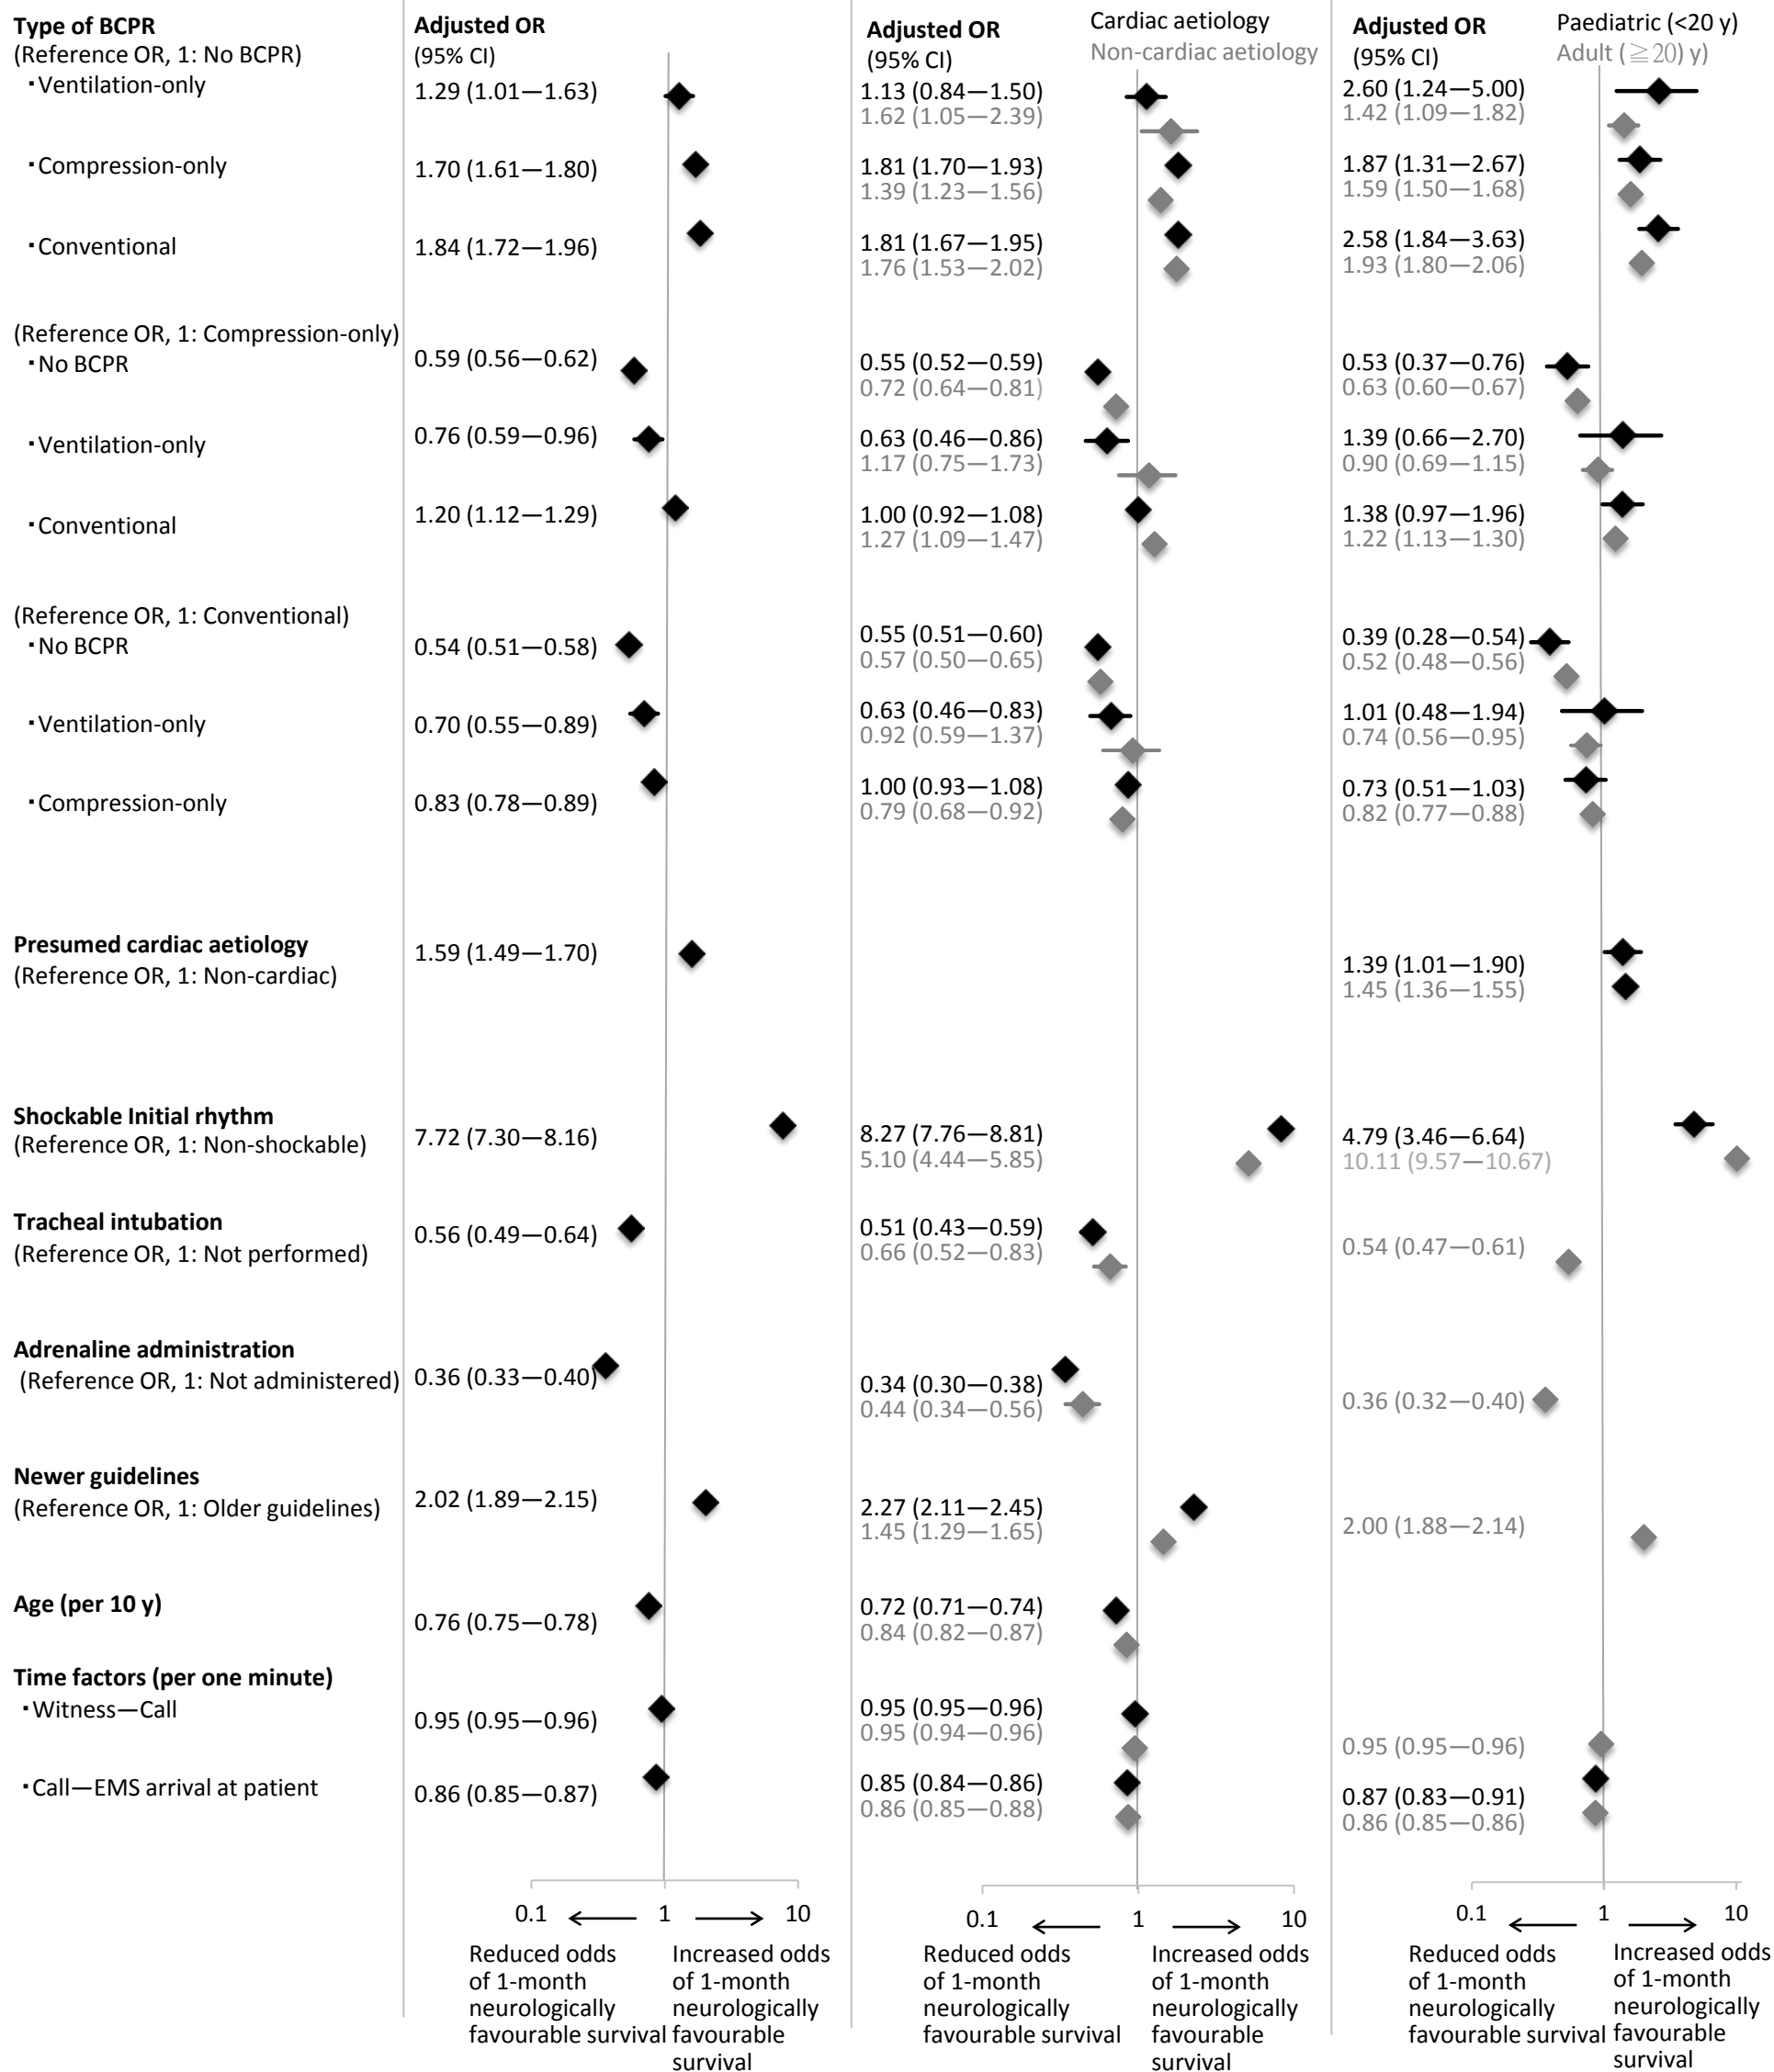 Type of BCPR
(Reference OR, 1: No BCPR)
Adjusted OR
(95% CI)
Adjusted OR
(95% CI)
Cardiac aetiology
Non-cardiac aetiology
Adjusted OR
(95% CI)
Paediatric (<20 y)
Adult (≧20) y)
・Ventilation-only
1.29 (1.01—1.63)
1.13 (0.84—1.50)
1.62 (1.05—2.39)
2.60 (1.24—5.00)
1.42 (1.09—1.82)
・Compression-only
1.70 (1.61—1.80)
1.81 (1.70—1.93)
1.39 (1.23—1.56)
1.87 (1.31—2.67)
1.59 (1.50—1.68)
・Conventional
1.84 (1.72—1.96)
1.81 (1.67—1.95)
1.76 (1.53—2.02)
2.58 (1.84—3.63)
1.93 (1.80—2.06)
(Reference OR, 1: Compression-only)
・No BCPR
0.59 (0.56—0.62)
0.55 (0.52—0.59)
0.72 (0.64—0.81)
0.53 (0.37—0.76)
0.63 (0.60—0.67)
・Ventilation-only
0.76 (0.59—0.96)
0.63 (0.46—0.86)
1.17 (0.75—1.73)
1.39 (0.66—2.70)
0.90 (0.69—1.15)
・Conventional
1.20 (1.12—1.29)
1.00 (0.92—1.08)
1.27 (1.09—1.47)
1.38 (0.97—1.96)
1.22 (1.13—1.30)
(Reference OR, 1: Conventional)
・No BCPR
0.54 (0.51—0.58)
0.55 (0.51—0.60)
0.57 (0.50—0.65)
0.39 (0.28—0.54)
0.52 (0.48—0.56)
・Ventilation-only
0.70 (0.55—0.89)
0.63 (0.46—0.83)
0.92 (0.59—1.37)
1.01 (0.48—1.94)
0.74 (0.56—0.95)
・Compression-only
0.83 (0.78—0.89)
1.00 (0.93—1.08)
0.79 (0.68—0.92)
0.73 (0.51—1.03)
0.82 (0.77—0.88)
Presumed cardiac aetiology
(Reference OR, 1: Non-cardiac)
1.59 (1.49—1.70)
1.39 (1.01—1.90)
1.45 (1.36—1.55)
Shockable Initial rhythm
(Reference OR, 1: Non-shockable)
7.72 (7.30—8.16)
8.27 (7.76—8.81)
5.10 (4.44—5.85)
4.79 (3.46—6.64)
10.11 (9.57—10.67)
Tracheal intubation
(Reference OR, 1: Not performed)
0.56 (0.49—0.64)
0.51 (0.43—0.59)
0.66 (0.52—0.83)
0.54 (0.47—0.61)
Adrenaline administration
(Reference OR, 1: Not administered)
0.36 (0.33—0.40)
0.34 (0.30—0.38)
0.44 (0.34—0.56)
0.36 (0.32—0.40)
Newer guidelines
(Reference OR, 1: Older guidelines)
2.02 (1.89—2.15)
2.27 (2.11—2.45)
1.45 (1.29—1.65)
2.00 (1.88—2.14)
Age (per 10 y)
0.76 (0.75—0.78)
0.72 (0.71—0.74)
0.84 (0.82—0.87)
Time factors (per one minute)
・Witness—Call
0.95 (0.95—0.96)
0.95 (0.95—0.96)
0.95 (0.94—0.96)
0.95 (0.95—0.96)
・Call—EMS arrival at patient
0.86 (0.85—0.87)
0.85 (0.84—0.86)
0.86 (0.85—0.88)
0.87 (0.83—0.91)
0.86 (0.85—0.86)
0.1 1 10
0.1 1 10
0.1 1 10
Reduced odds
of 1-month
neurologically
favourable survival
Increased odds
of 1-month
neurologically
favourable
survival
Reduced odds
of 1-month
neurologically
favourable survival
Increased odds
of 1-month
neurologically
favourable
survival
Reduced odds
of 1-month
neurologically
favourable survival
Increased odds
of 1-month
neurologically
favourable
survival